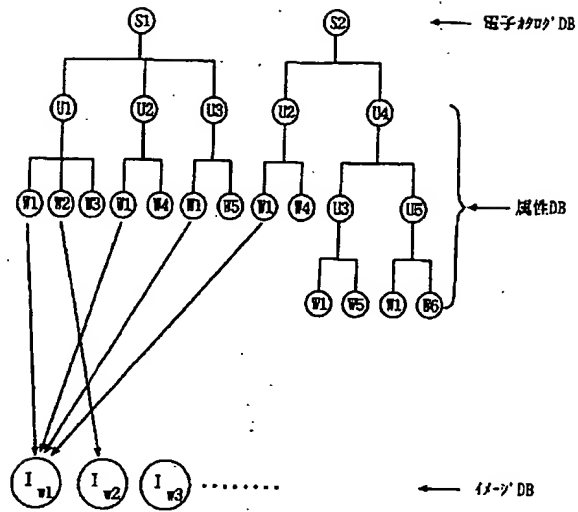 S1 S2 電子カタログDB
U1 U2 U3 U2 U4
W1 W2 W3 W1 W4 W1 W5 W1 W4 U3 U5 属性DB
W1 W5 W1 W6
Iw1 Iw2 Iw3 ········ イメージDB